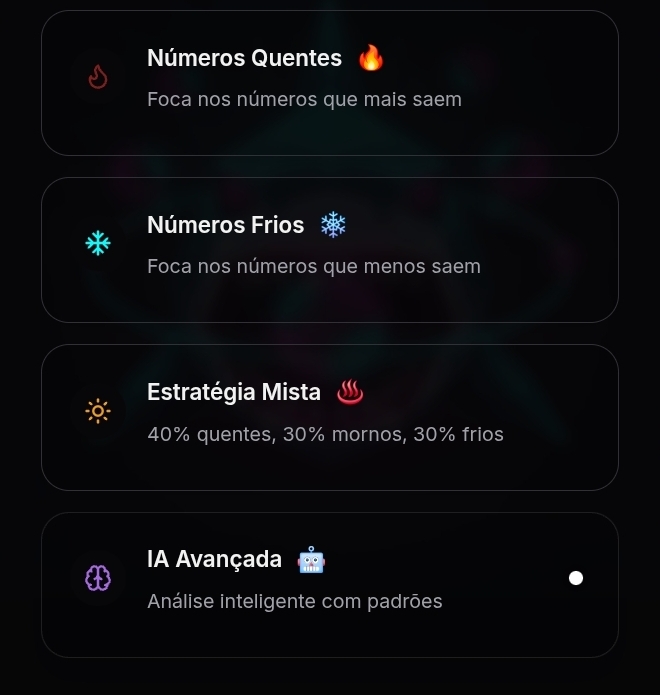 Números Quentes 🔥
Foca nos números que mais saem
Números Frios ❄️
Foca nos números que menos saem
Estratégia Mista ♨️
40% quentes, 30% mornos, 30% frios
IA Avançada 🤖
Análise inteligente com padrões